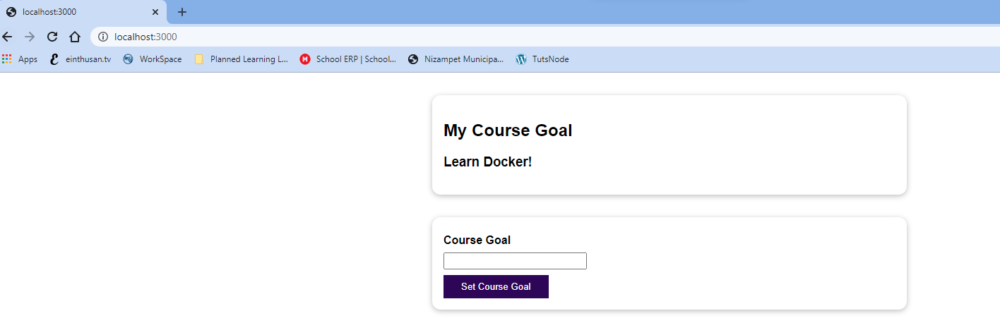 localhost:3000
localhost:3000
Apps einthusan.tv WorkSpace Planned Learning L... School ERP | School... Nizampet Municipa... TutsNode
My Course Goal
Learn Docker!
Course Goal
Set Course Goal